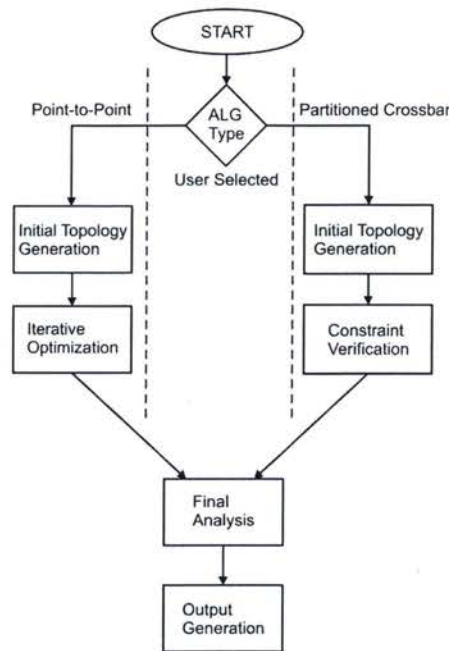 START
ALG
Type
Point-to-Point
Partitioned Crossbar
User Selected
Initial Topology
Generation
Initial Topology
Generation
Iterative
Optimization
Constraint
Verification
Final
Analysis
Output
Generation